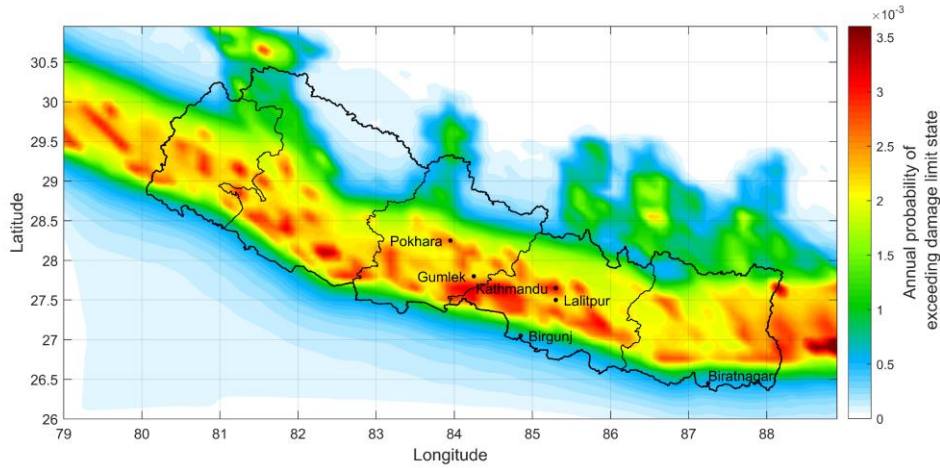 ×10⁻³
3.5
3
2.5
2
1.5
1
0.5
0
Annual probability of
exceeding damage limit state
30.5
30
29.5
29
28.5
28
27.5
27
26.5
26
Latitude
Pokhara
Gumlek
Kathmandu
Lalitpur
Birgunj
Biratnagar
79 80 81 82 83 84 85 86 87 88
Longitude